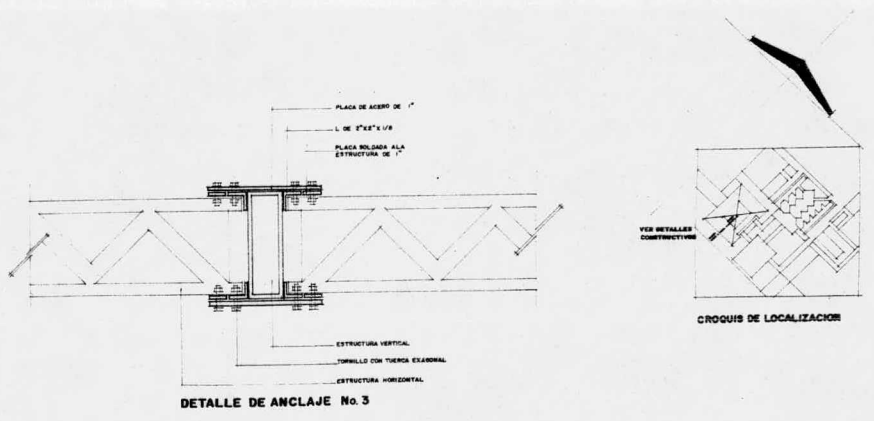 PLACA DE ACERO DE 1"
L DE 2"X2"X 1/8
PLACA SOLDADA ALA
ESTRUCTURA DE 1"
ESTRUCTURA VERTICAL
TORNILLO CON TUERCA EXAGONAL
ESTRUCTURA HORIZONTAL
DETALLE DE ANCLAJE No. 3
VER DETALLES
CONSTRUCTIVOS
CROQUIS DE LOCALIZACION